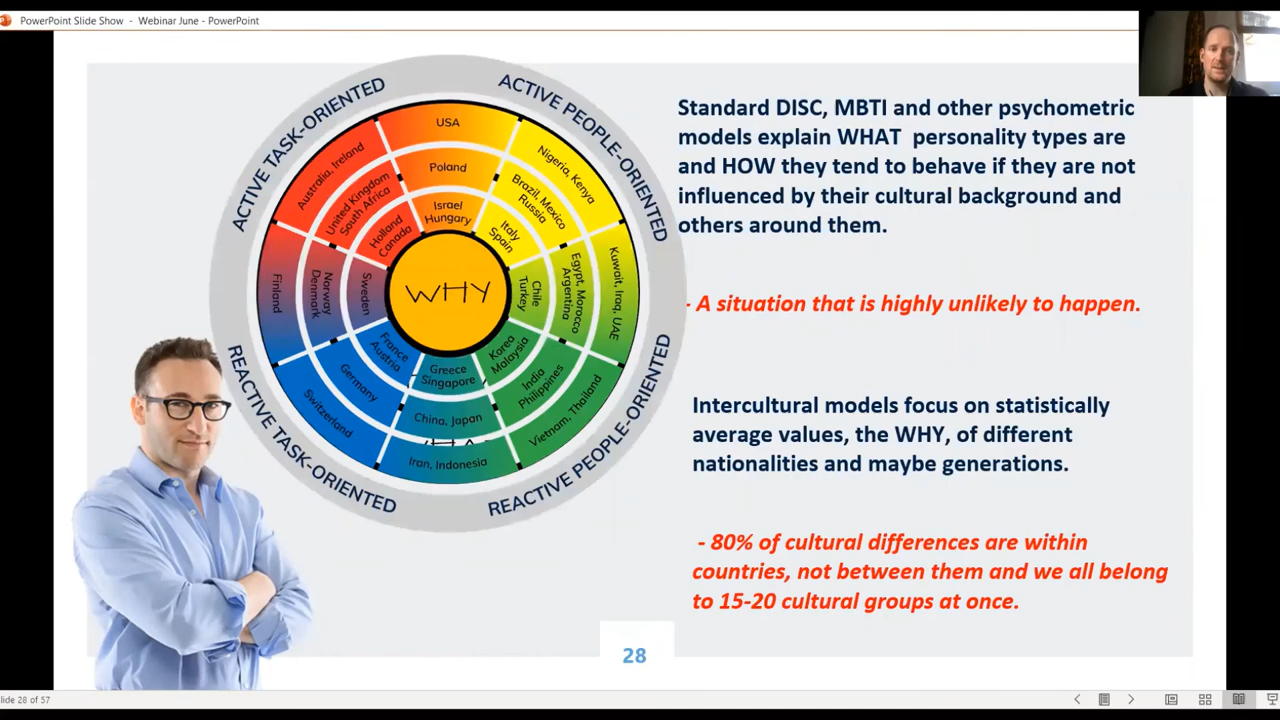 PowerPoint Slide Show - Webinar June - PowerPoint
ACTIVE TASK-ORIENTED
ACTIVE PEOPLE-ORIENTED
REACTIVE TASK-ORIENTED
REACTIVE PEOPLE-ORIENTED
USA
Poland
Israel
Hungary
Nigeria, Kenya
Brazil, Mexico
Russia
Italy
Spain
Kuwait, Iraq, UAE
Egypt, Morocco
Argentina
Chile
Turkey
Vietnam, Thailand
India
Philippines
Korea
Malaysia
Iran, Indonesia
China, Japan
Greece
Singapore
Switzerland
Germany
France
Austria
Finland
Norway
Denmark
Sweden
Australia, Ireland
United Kingdom
South Africa
Holland
Canada
WHY
Standard DISC, MBTI and other psychometric
models explain WHAT personality types are
and HOW they tend to behave if they are not
influenced by their cultural background and
others around them.
- A situation that is highly unlikely to happen.
Intercultural models focus on statistically
average values, the WHY, of different
nationalities and maybe generations.
- 80% of cultural differences are within
countries, not between them and we all belong
to 15-20 cultural groups at once.
28
lide 28 of 57